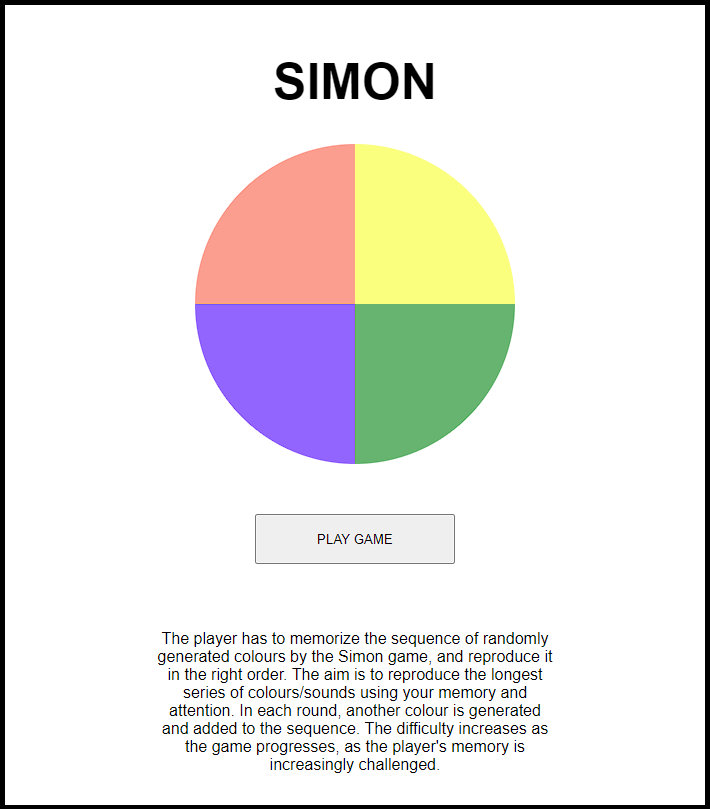 SIMON
PLAY GAME
The player has to memorize the sequence of randomly
generated colours by the Simon game, and reproduce it
in the right order. The aim is to reproduce the longest
series of colours/sounds using your memory and
attention. In each round, another colour is generated
and added to the sequence. The difficulty increases as
the game progresses, as the player's memory is
increasingly challenged.